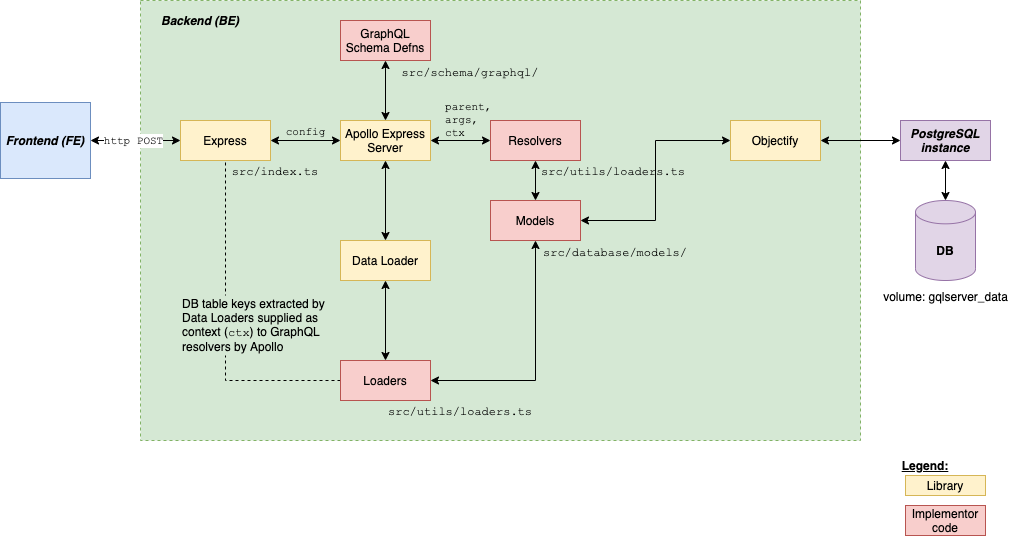 Backend (BE)
GraphQL
Schema Defns
src/schema/graphql/
parent,
args,
ctx
Frontend (FE)
http POST
Express
config
Apollo Express
Server
Resolvers
Objectify
PostgreSQL
instance
src/index.ts
src/utils/loaders.ts
Models
src/database/models/
Data Loader
DB
volume: gqlserver_data
DB table keys extracted by
Data Loaders supplied as
context (ctx) to GraphQL
resolvers by Apollo
Loaders
src/utils/loaders.ts
Legend:
Library
Implementor
code